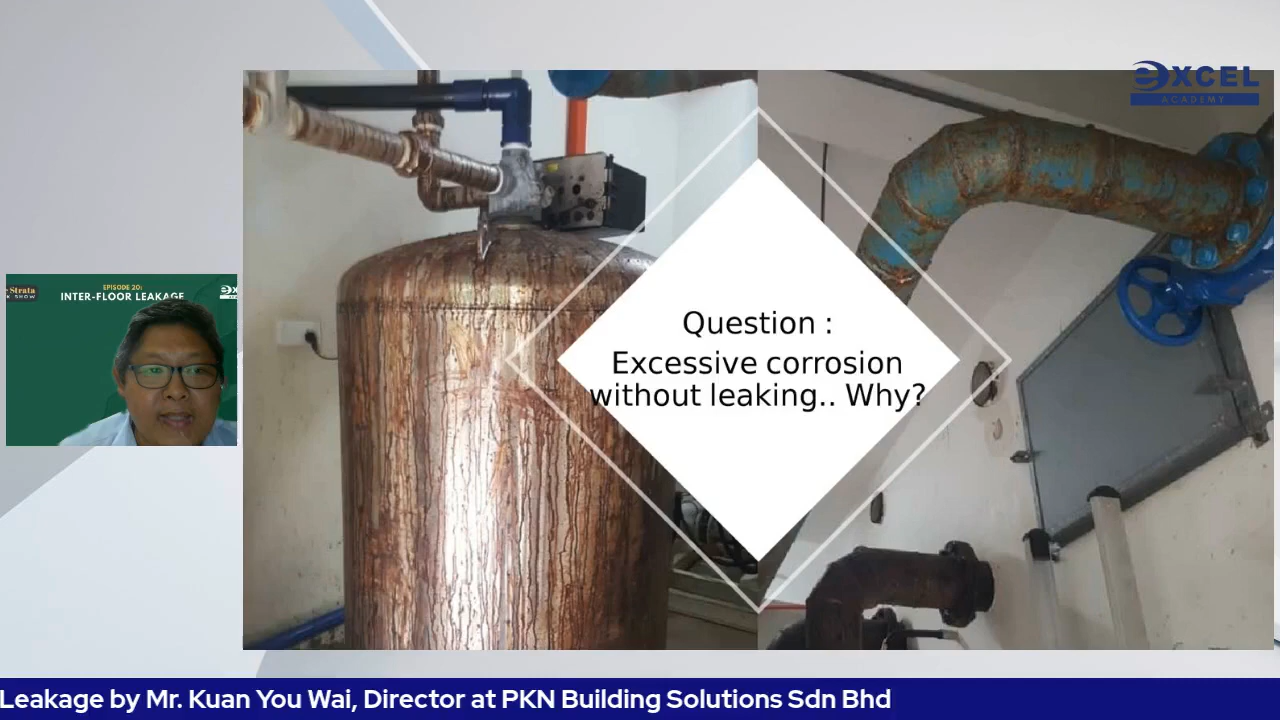 EXCEL
ACADEMY
Strata
SHOW
EPISODE 20:
INTER-FLOOR LEAKAGE
Question :
Excessive corrosion
without leaking.. Why?
Leakage by Mr. Kuan You Wai, Director at PKN Building Solutions Sdn Bhd